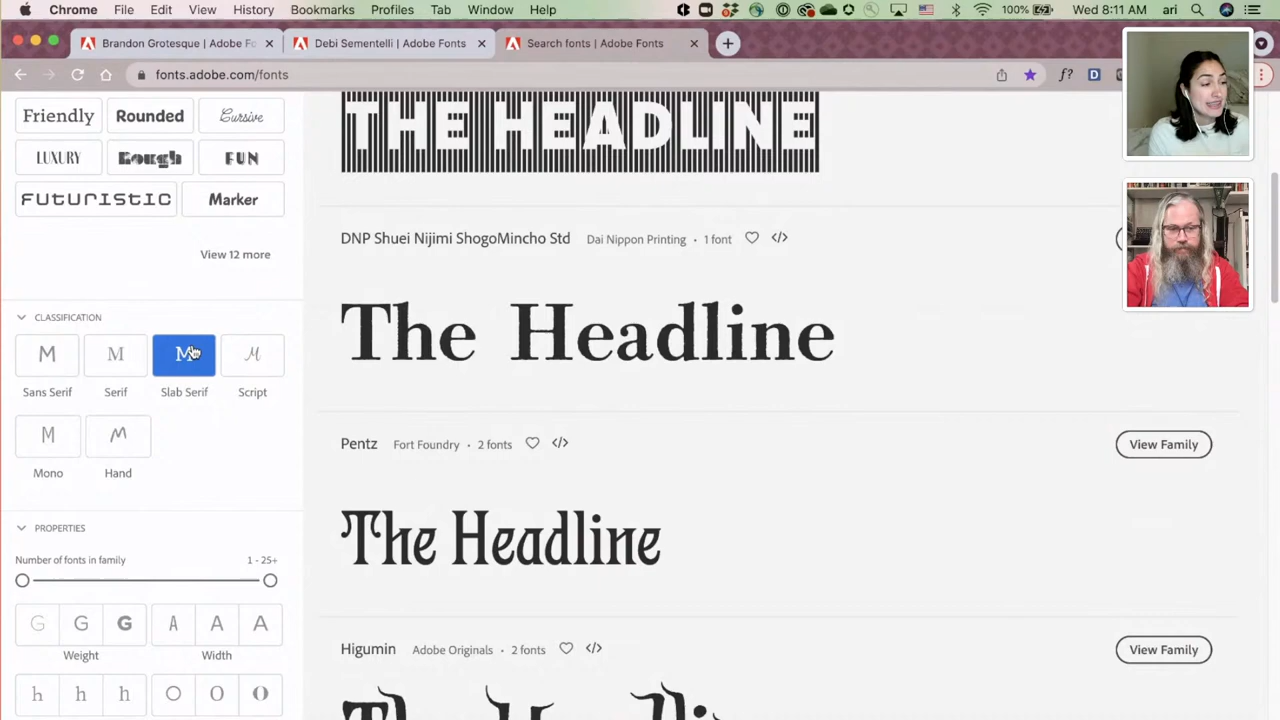 Chrome File Edit View History Bookmarks Profiles Tab Window Help 100% Wed 8:11 AM ari
Brandon Grotesque | Adobe Fo
Debi Sementelli | Adobe Fonts
Search fonts | Adobe Fonts
fonts.adobe.com/fonts
f?
D
Friendly Rounded Cursive
LUXURY Rough FUN
FUTURISTIC Marker
View 12 more
CLASSIFICATION
M M M M
Sans Serif Serif Slab Serif Script
M M
Mono Hand
PROPERTIES
Number of fonts in family 1 - 25+
G G G A A A
Weight Width
h h h O O O
THE HEADLINE
DNP Shuei Nijimi ShogoMincho Std Dai Nippon Printing • 1 font
The Headline
Pentz Fort Foundry • 2 fonts View Family
The Headline
Higumin Adobe Originals • 2 fonts View Family
The Headline